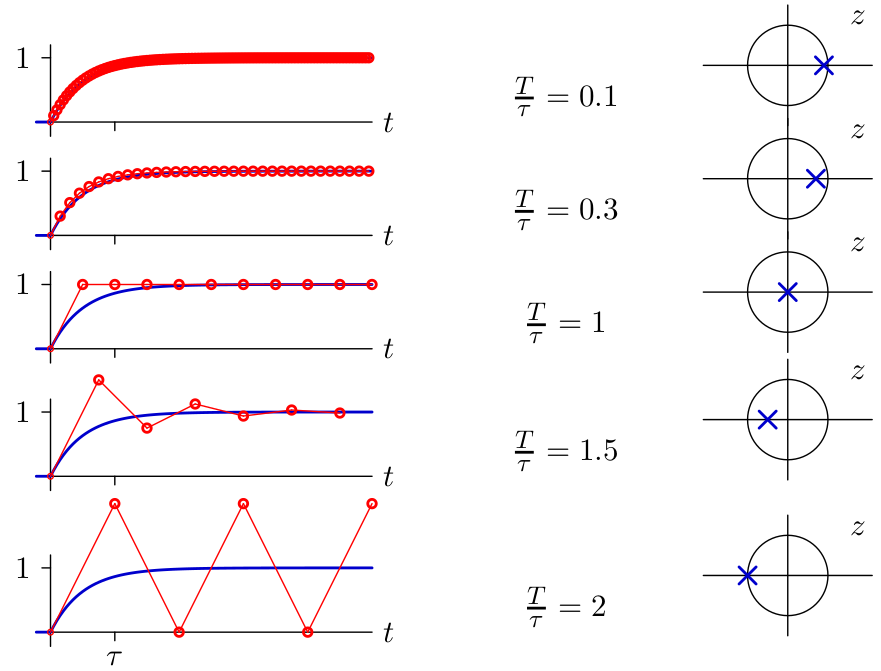 1 t T/τ = 0.1 z
1 t T/τ = 0.3 z
1 t T/τ = 1 z
1 t T/τ = 1.5 z
1 t T/τ = 2 z
τ